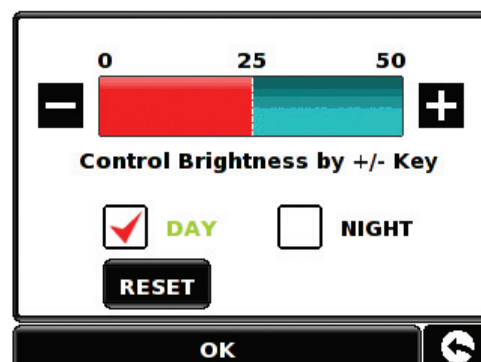 0 25 50
Control Brightness by +/- Key
DAY NIGHT
RESET
OK